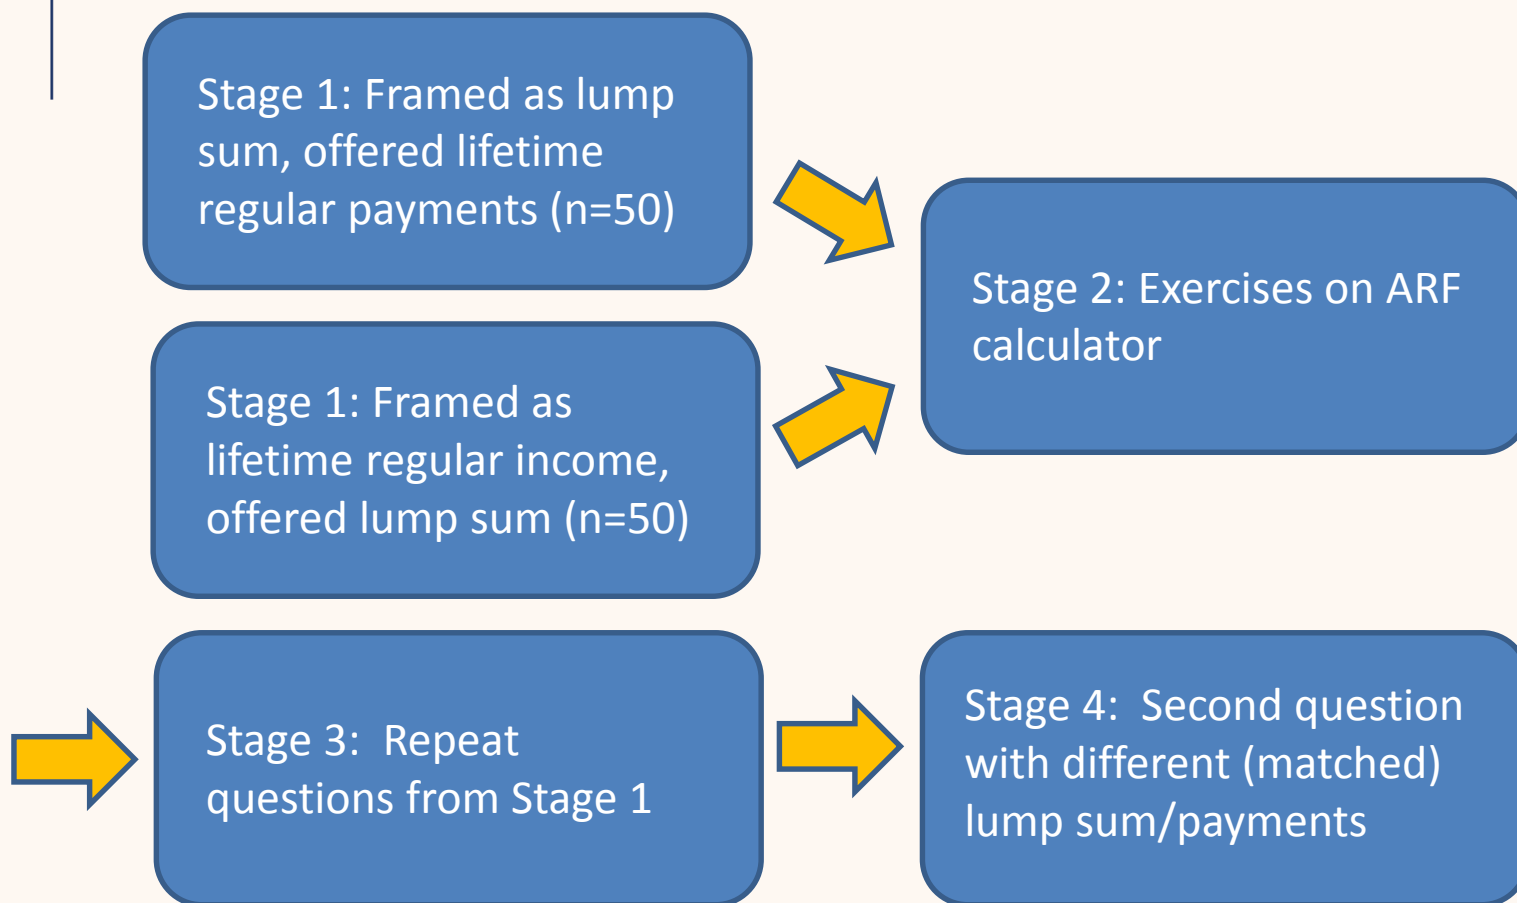 Stage 1: Framed as lump
sum, offered lifetime
regular payments (n=50)
Stage 1: Framed as
lifetime regular income,
offered lump sum (n=50)
Stage 2: Exercises on ARF
calculator
Stage 3:  Repeat
questions from Stage 1
Stage 4:  Second question
with different (matched)
lump sum/payments